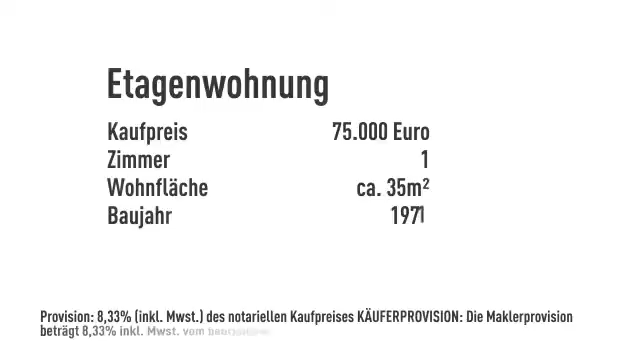 Etagenwohnung
Kaufpreis 75.000 Euro
Zimmer 1
Wohnfläche ca. 35m²
Baujahr 1971
Provision: 8,33% (inkl. Mwst.) des notariellen Kaufpreises KÄUFERPROVISION: Die Maklerprovision
beträgt 8,33% inkl. Mwst. vom